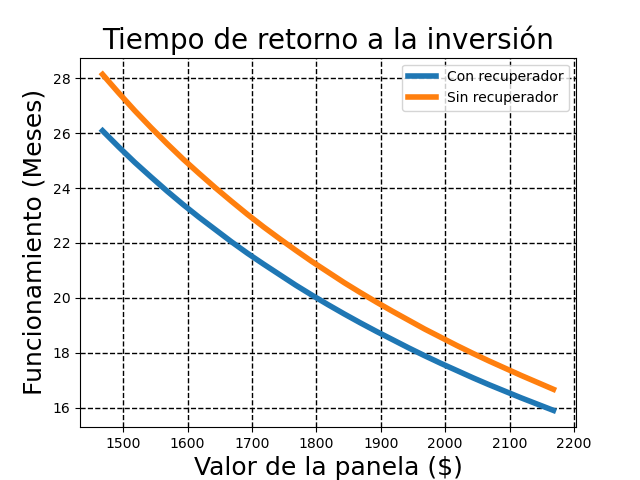 Tiempo de retorno a la inversión
Con recuperador
Sin recuperador
Funcionamiento (Meses)
28
26
24
22
20
18
16
1500 1600 1700 1800 1900 2000 2100 2200
Valor de la panela ($)